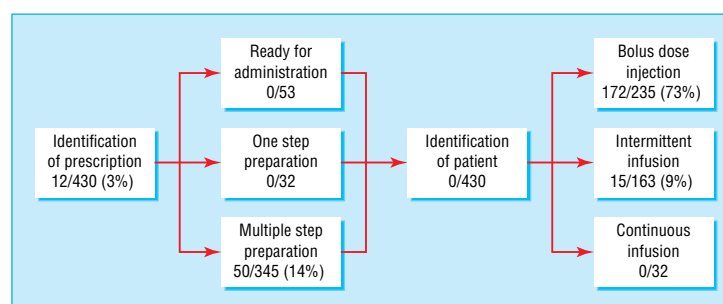 Identification
of prescription
12/430 (3%)
Ready for
administration
0/53
One step
preparation
0/32
Multiple step
preparation
50/345 (14%)
Identification
of patient
0/430
Bolus dose
injection
172/235 (73%)
Intermittent
infusion
15/163 (9%)
Continuous
infusion
0/32